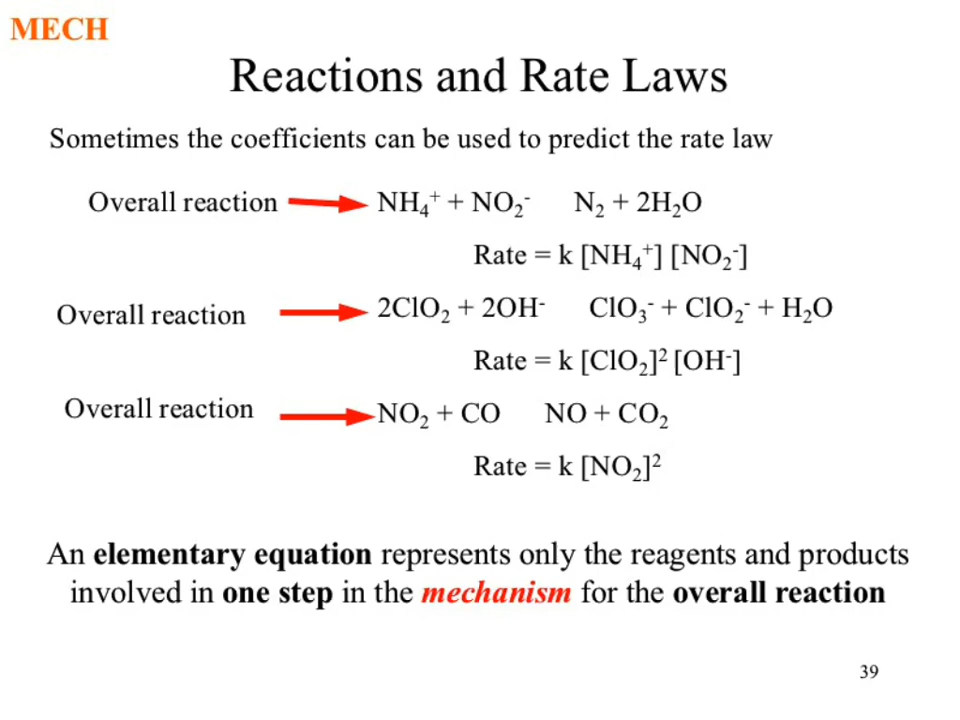 MECH
Reactions and Rate Laws
Sometimes the coefficients can be used to predict the rate law
Overall reaction NH₄⁺ + NO₂⁻ N₂ + 2H₂O
Rate = k [NH₄⁺] [NO₂⁻]
Overall reaction 2ClO₂ + 2OH⁻ ClO₃⁻ + ClO₂⁻ + H₂O
Rate = k [ClO₂]² [OH⁻]
Overall reaction NO₂ + CO NO + CO₂
Rate = k [NO₂]²
An elementary equation represents only the reagents and products
involved in one step in the mechanism for the overall reaction
39